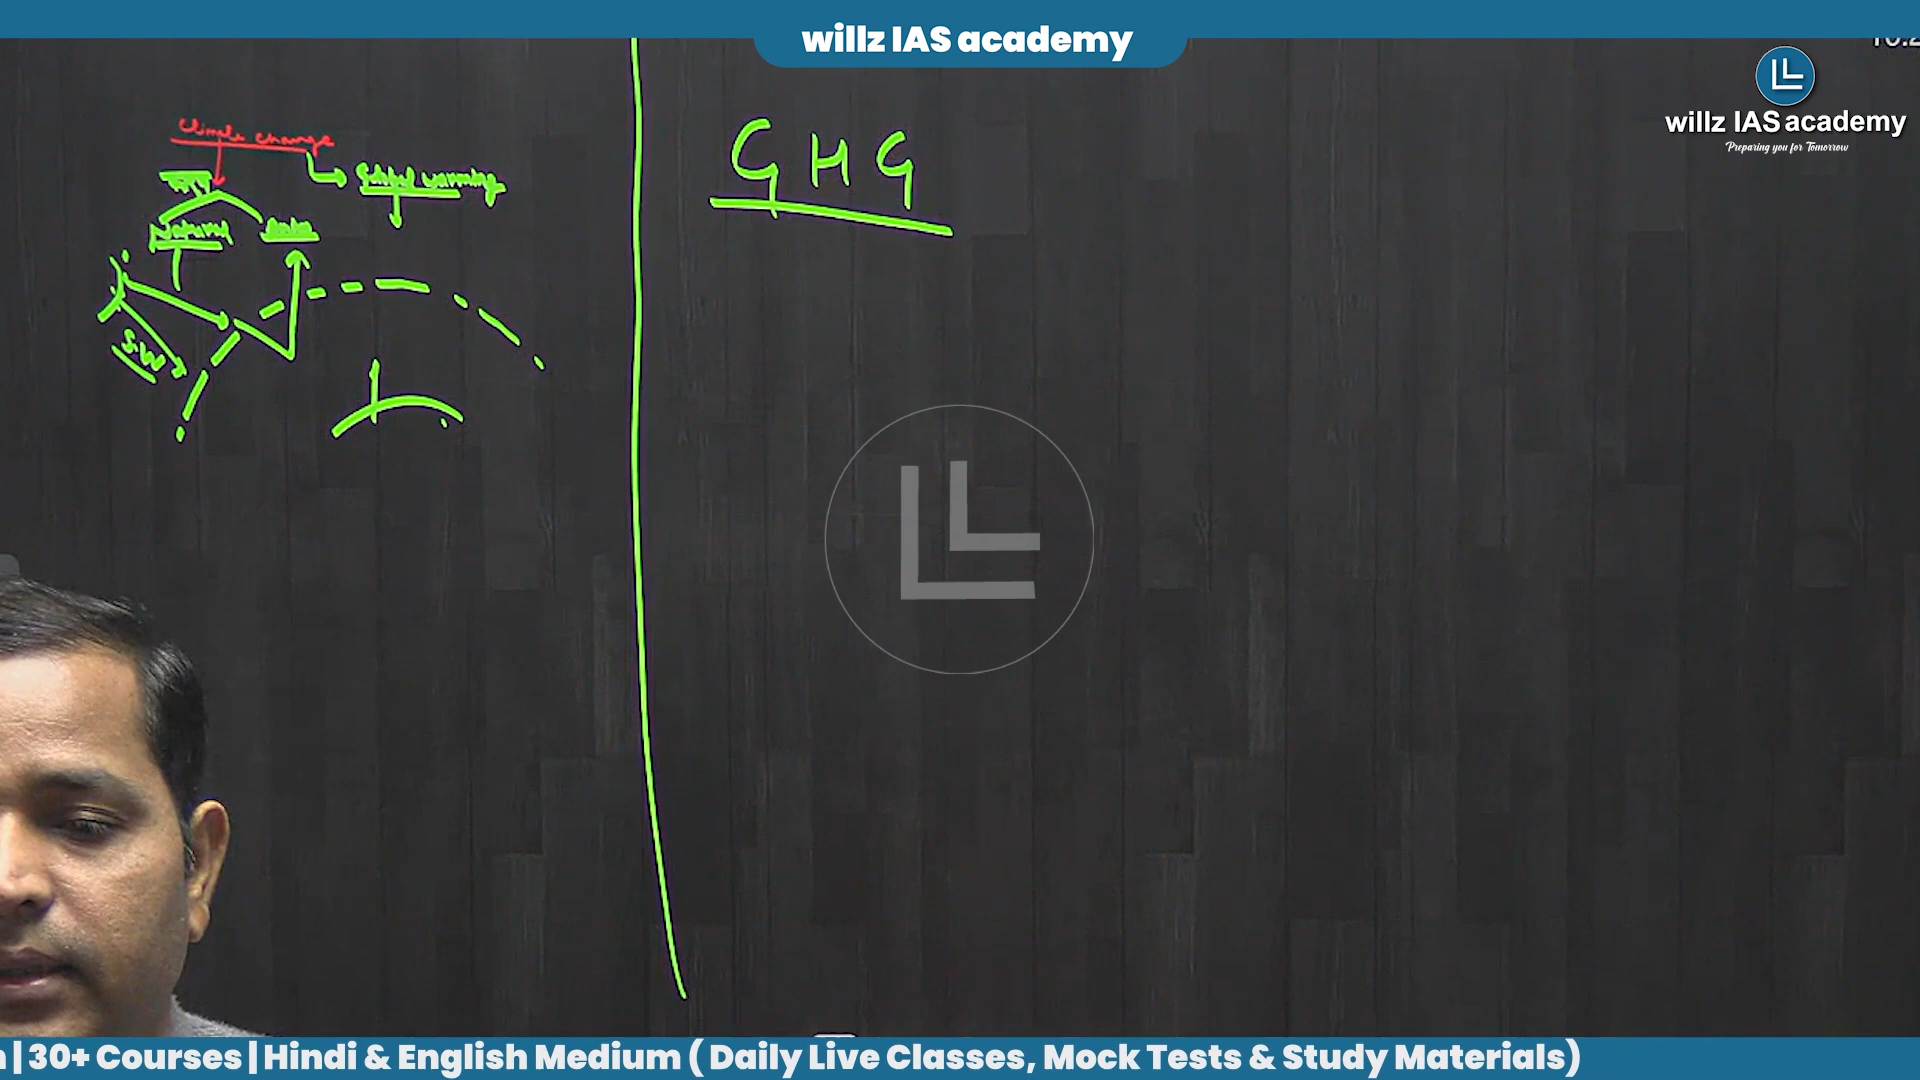 willz IAS academy
willz IAS academy
Preparing you for Tomorrow
Climate change
Global warming
Natural
S.W
G H G
30+ Courses | Hindi & English Medium ( Daily Live Classes, Mock Tests & Study Materials)